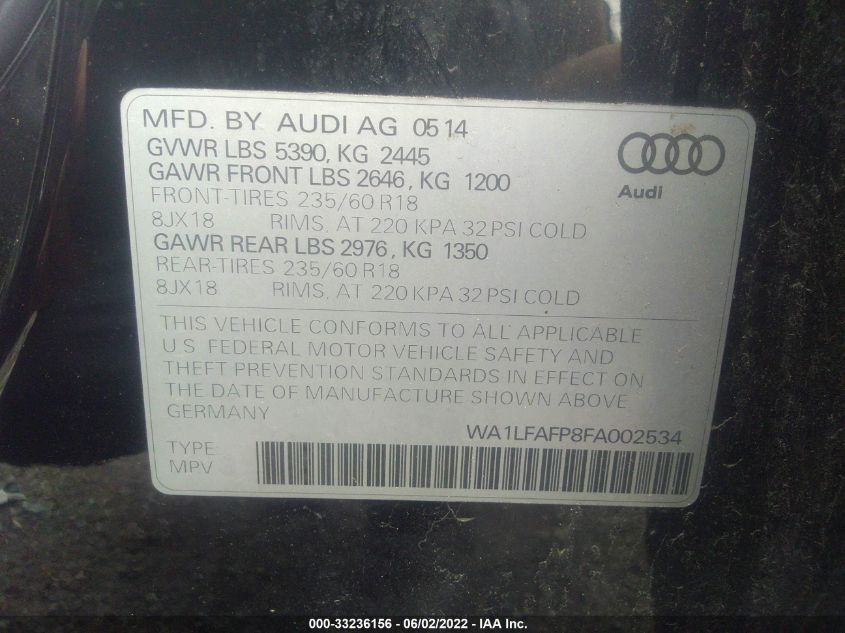 MFD. BY AUDI AG 05 14
GVWR LBS 5390, KG 2445
GAWR FRONT LBS 2646, KG 1200
FRONT-TIRES 235/60 R18
8JX18 RIMS, AT 220 KPA 32 PSI COLD
GAWR REAR LBS 2976, KG 1350
REAR-TIRES 235/60 R18
8JX18 RIMS, AT 220 KPA 32 PSI COLD
Audi
THIS VEHICLE CONFORMS TO ALL APPLICABLE
U.S. FEDERAL MOTOR VEHICLE SAFETY AND
THEFT PREVENTION STANDARDS IN EFFECT ON
THE DATE OF MANUFACTURE SHOWN ABOVE
GERMANY
WA1LFAFP8FA002534
TYPE:
MPV
000-33236156 - 06/02/2022 - IAA Inc.